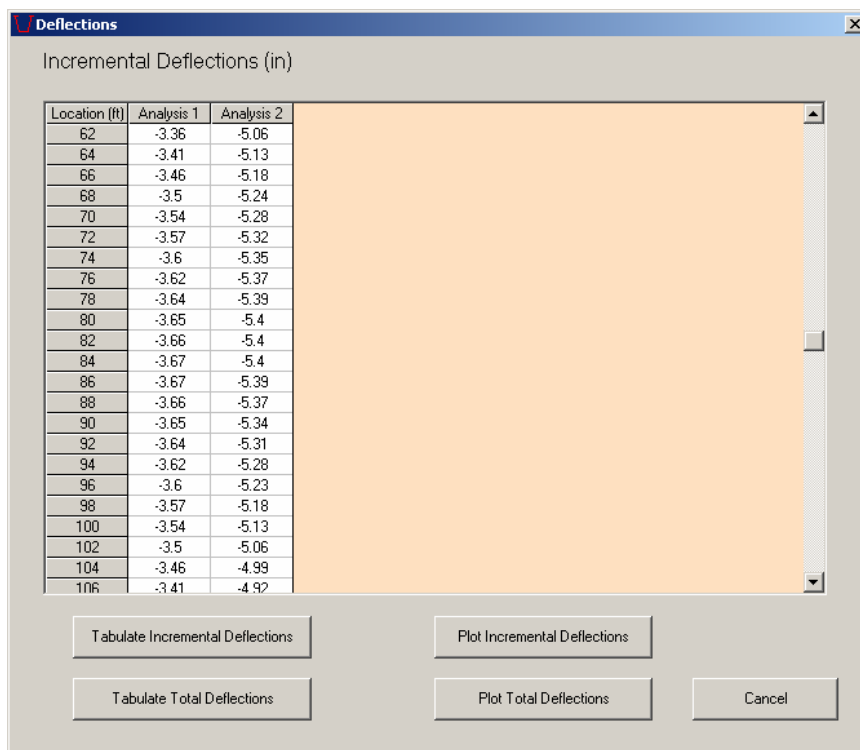 Deflections
Incremental Deflections (in)
Location (ft) Analysis 1 Analysis 2
62 -3.36 -5.06
64 -3.41 -5.13
66 -3.46 -5.18
68 -3.5 -5.24
70 -3.54 -5.28
72 -3.57 -5.32
74 -3.6 -5.35
76 -3.62 -5.37
78 -3.64 -5.39
80 -3.65 -5.4
82 -3.66 -5.4
84 -3.67 -5.4
86 -3.67 -5.39
88 -3.66 -5.37
90 -3.65 -5.34
92 -3.64 -5.31
94 -3.62 -5.28
96 -3.6 -5.23
98 -3.57 -5.18
100 -3.54 -5.13
102 -3.5 -5.06
104 -3.46 -4.99
106 -3.41 -4.92
Tabulate Incremental Deflections Plot Incremental Deflections
Tabulate Total Deflections Plot Total Deflections Cancel